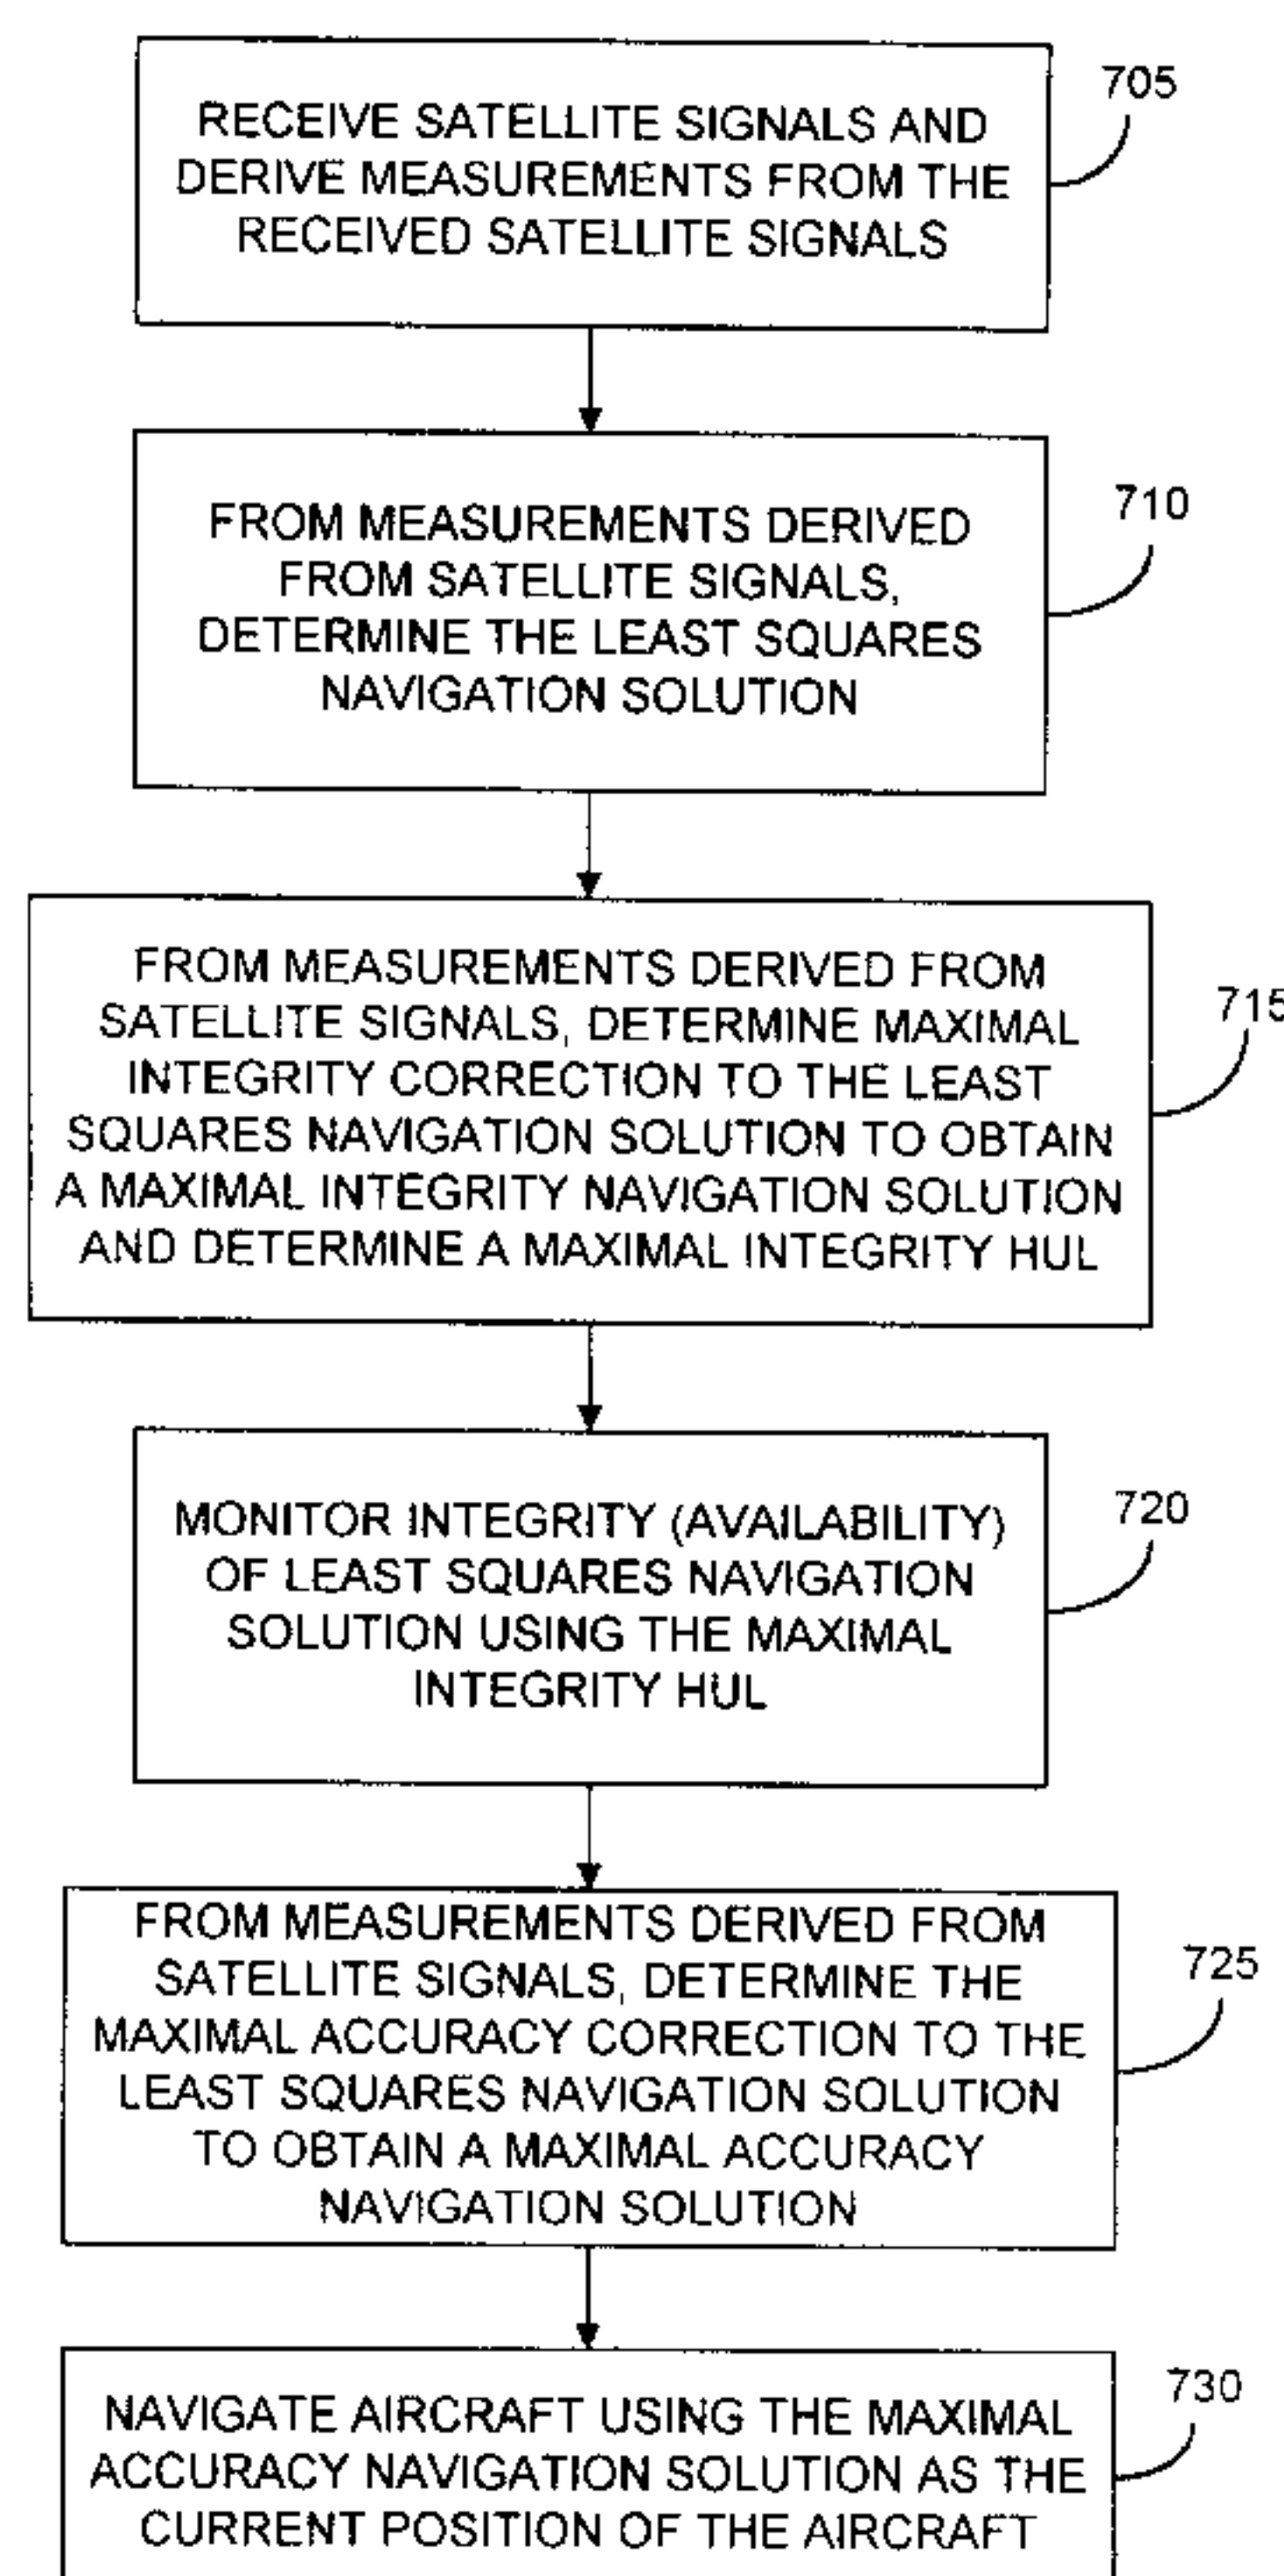 RECEIVE SATELLITE SIGNALS AND
DERIVE MEASUREMENTS FROM THE
RECEIVED SATELLITE SIGNALS
705
FROM MEASUREMENTS DERIVED
FROM SATELLITE SIGNALS,
DETERMINE THE LEAST SQUARES
NAVIGATION SOLUTION
710
FROM MEASUREMENTS DERIVED FROM
SATELLITE SIGNALS, DETERMINE MAXIMAL
INTEGRITY CORRECTION TO THE LEAST
SQUARES NAVIGATION SOLUTION TO OBTAIN
A MAXIMAL INTEGRITY NAVIGATION SOLUTION
AND DETERMINE A MAXIMAL INTEGRITY HUL
715
MONITOR INTEGRITY (AVAILABILITY)
OF LEAST SQUARES NAVIGATION
SOLUTION USING THE MAXIMAL
INTEGRITY HUL
720
FROM MEASUREMENTS DERIVED FROM
SATELLITE SIGNALS, DETERMINE THE
MAXIMAL ACCURACY CORRECTION TO THE
LEAST SQUARES NAVIGATION SOLUTION
TO OBTAIN A MAXIMAL ACCURACY
NAVIGATION SOLUTION
725
NAVIGATE AIRCRAFT USING THE MAXIMAL
ACCURACY NAVIGATION SOLUTION AS THE
CURRENT POSITION OF THE AIRCRAFT
730